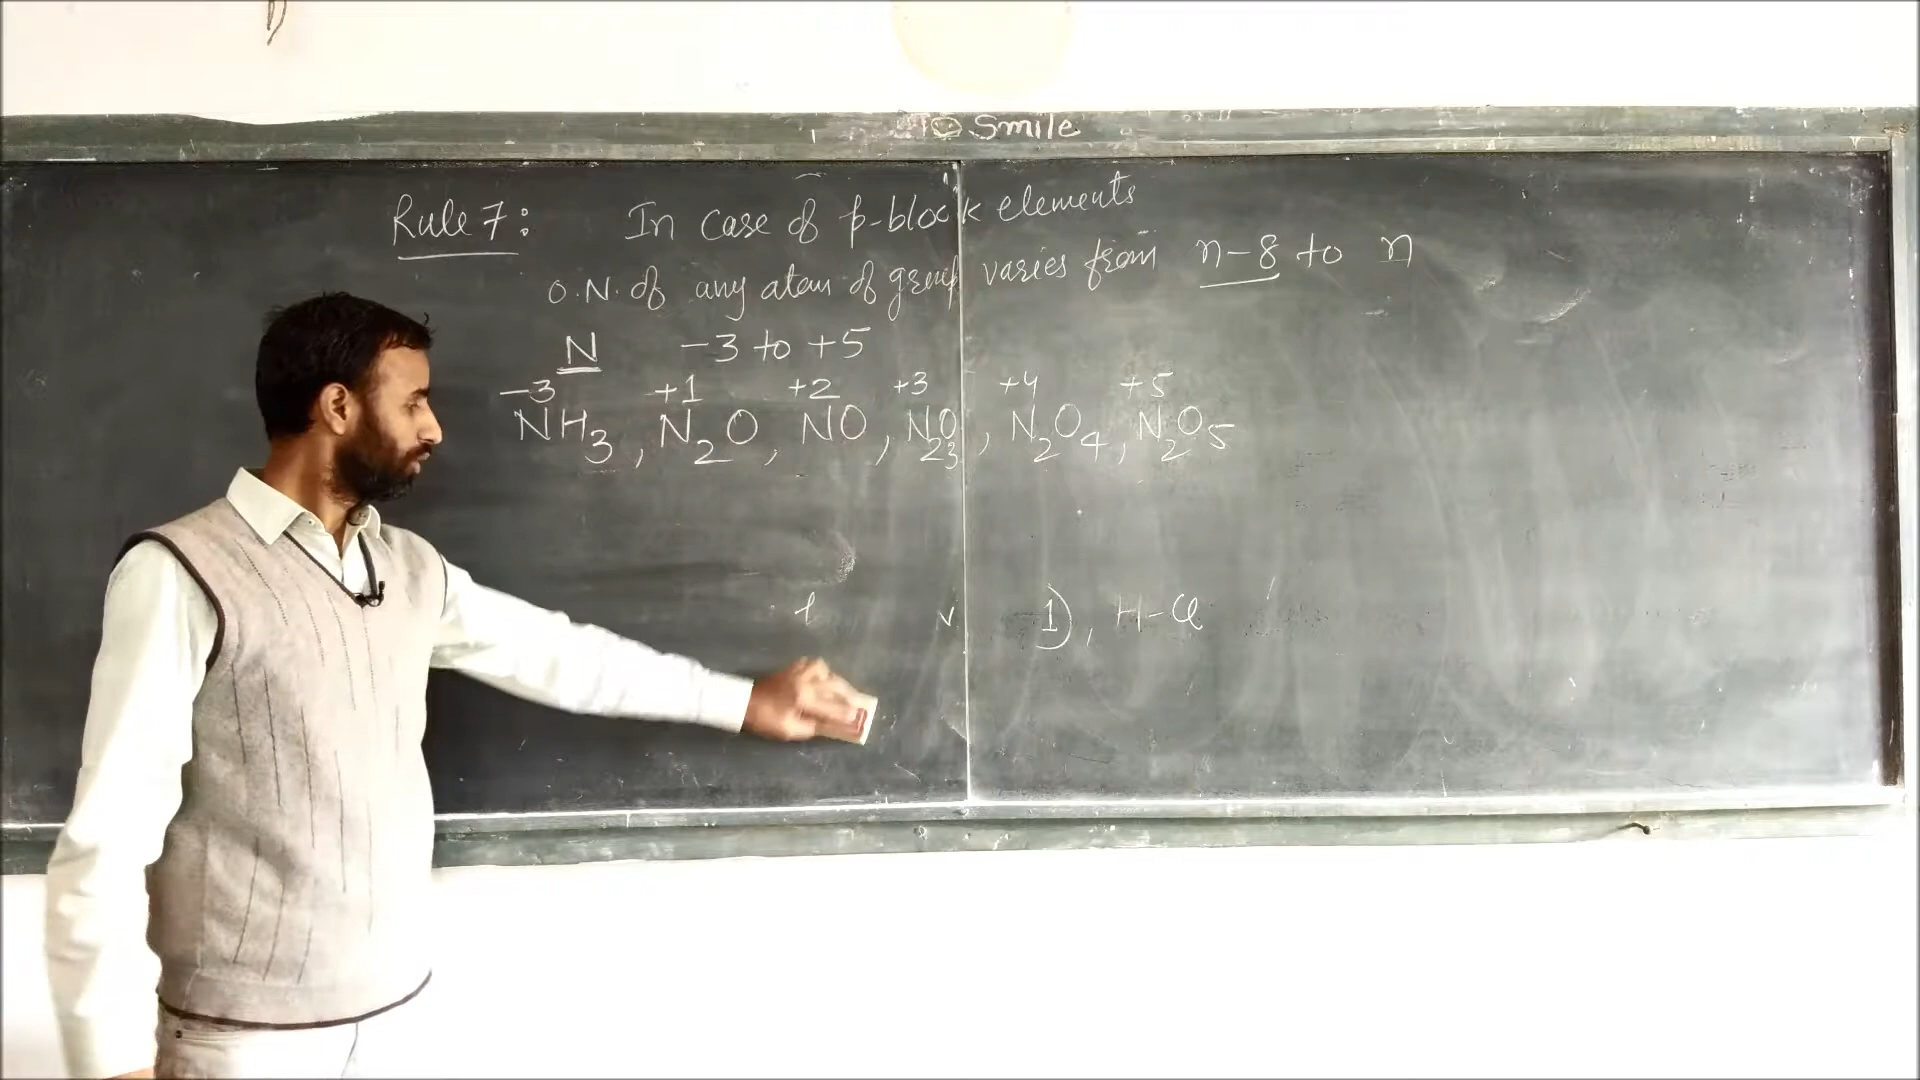 Smile
Rule 7: In case of p-block elements
O.N. of any atom of group varies from n-8 to n
N -3 to +5
-3 +1 +2 +3 +4 +5
NH3, N2O, NO, N2O3, N2O4, N2O5
1), H-Cl